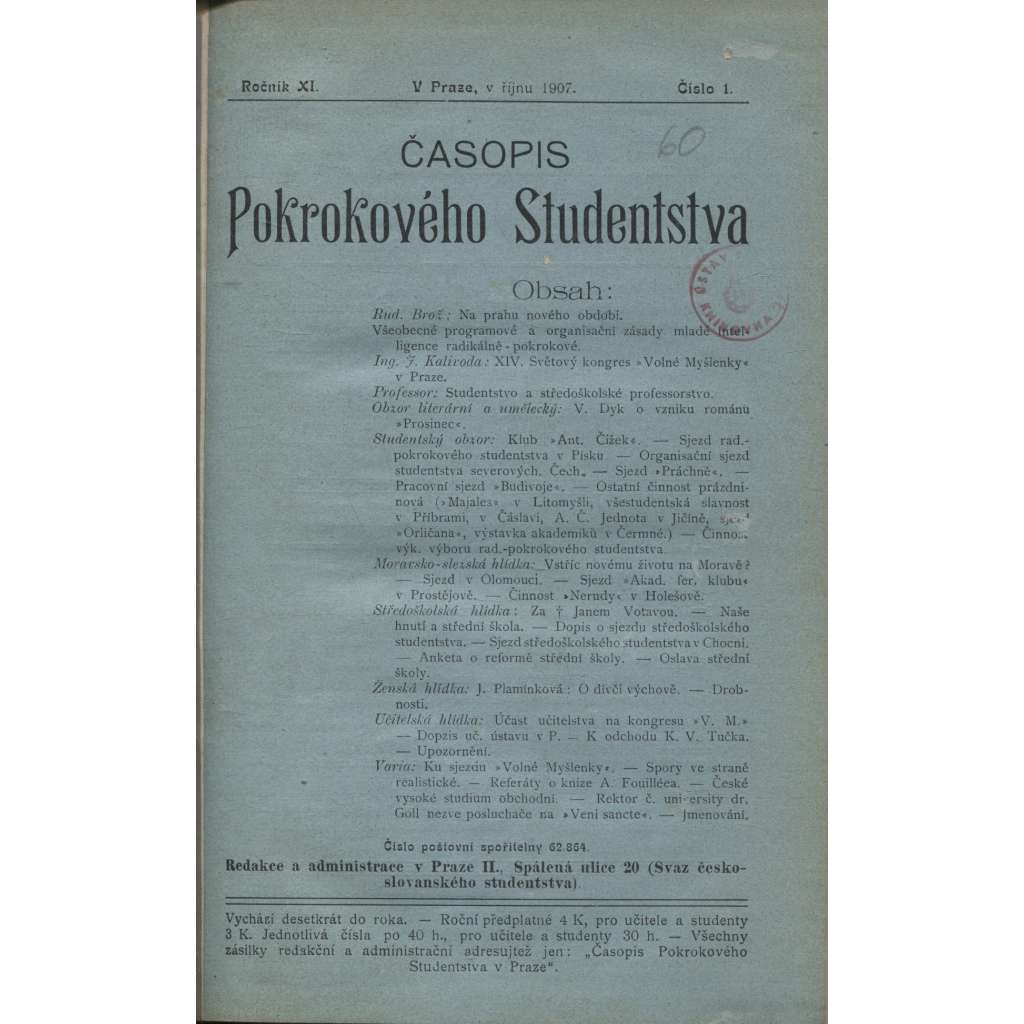 Ročník XI. V Praze, v říjnu 1907. Číslo 1.
60
ČASOPIS
Pokrokového Studentstva
ÚSTAV
KNIHOVNA
Obsah:
Rud. Brož: Na prahu nového období.
Všeobecné programové a organisační zásady mladé intel-
ligence radikálně-pokrokové.
Ing. J. Kalivoda: XIV. Světový kongres »Volné Myšlenky«
v Praze.
Professor: Studentstvo a středoškolské professorstvo.
Obzor literární a umělecký: V. Dyk o vzniku románu
»Prosinec«.
Studentský obzor: Klub »Ant. Čížek«. — Sjezd rad.-
pokrokového studentstva v Písku — Organisační sjezd
studentstva severových. Čech. — Sjezd »Práchně«. —
Pracovní sjezd »Budivoje«. — Ostatní činnost prázdni-
nová (»Majales« v Litomyšli, všestudentská slavnost
v Příbrami, v Čáslavi, A. Č. Jednota v Jičíně, sjezd
»Orličana«, výstavka akademiků v Čermné.) — Činnost
výk. výboru rad.-pokrokového studentstva.
Moravsko-slezská hlídka: Vstříc novému životu na Moravě?
— Sjezd v Olomouci. — Sjezd »Akad. fer. klubu«
v Prostějově. — Činnost »Nerudy« v Holešově.
Středoškolská hlídka: Za † Janem Votavou. — Naše
hnutí a střední škola. — Dopis o sjezdu středoškolského
studentstva. — Sjezd středoškolského studentstva v Chocni.
— Anketa o reformě střední školy. — Oslava střední
školy.
Ženská hlídka: J. Plamínková: O dívčí výchově. — Drob-
nosti.
Učitelská hlídka: Účast učitelstva na kongresu »V. M.»
— Dopzis uč. ústavu v P. — K odchodu K. V. Tučka.
— Upozornění.
Varia: Ku sjezdu »Volné Myšlenky«. — Spory ve straně
realistické. — Referáty o knize A. Fouilléea. — České
vysoké studium obchodní. — Rektor č. uni-ersity dr.
Goll nezve posluchače na »Veni sancte«. — Jmenování.
Číslo poštovní spořitelny 62.864.
Redakce a administrace v Praze II., Spálená ulice 20 (Svaz česko-
slovanského studentstva).
Vychází desetkrát do roka. — Roční předplatné 4 K, pro učitele a studenty
3 K. Jednotlivá čísla po 40 h., pro učitele a studenty 30 h. — Všechny
zásilky redakční a administrační adresujtež jen: „Časopis Pokrokového
Studentstva v Praze“.